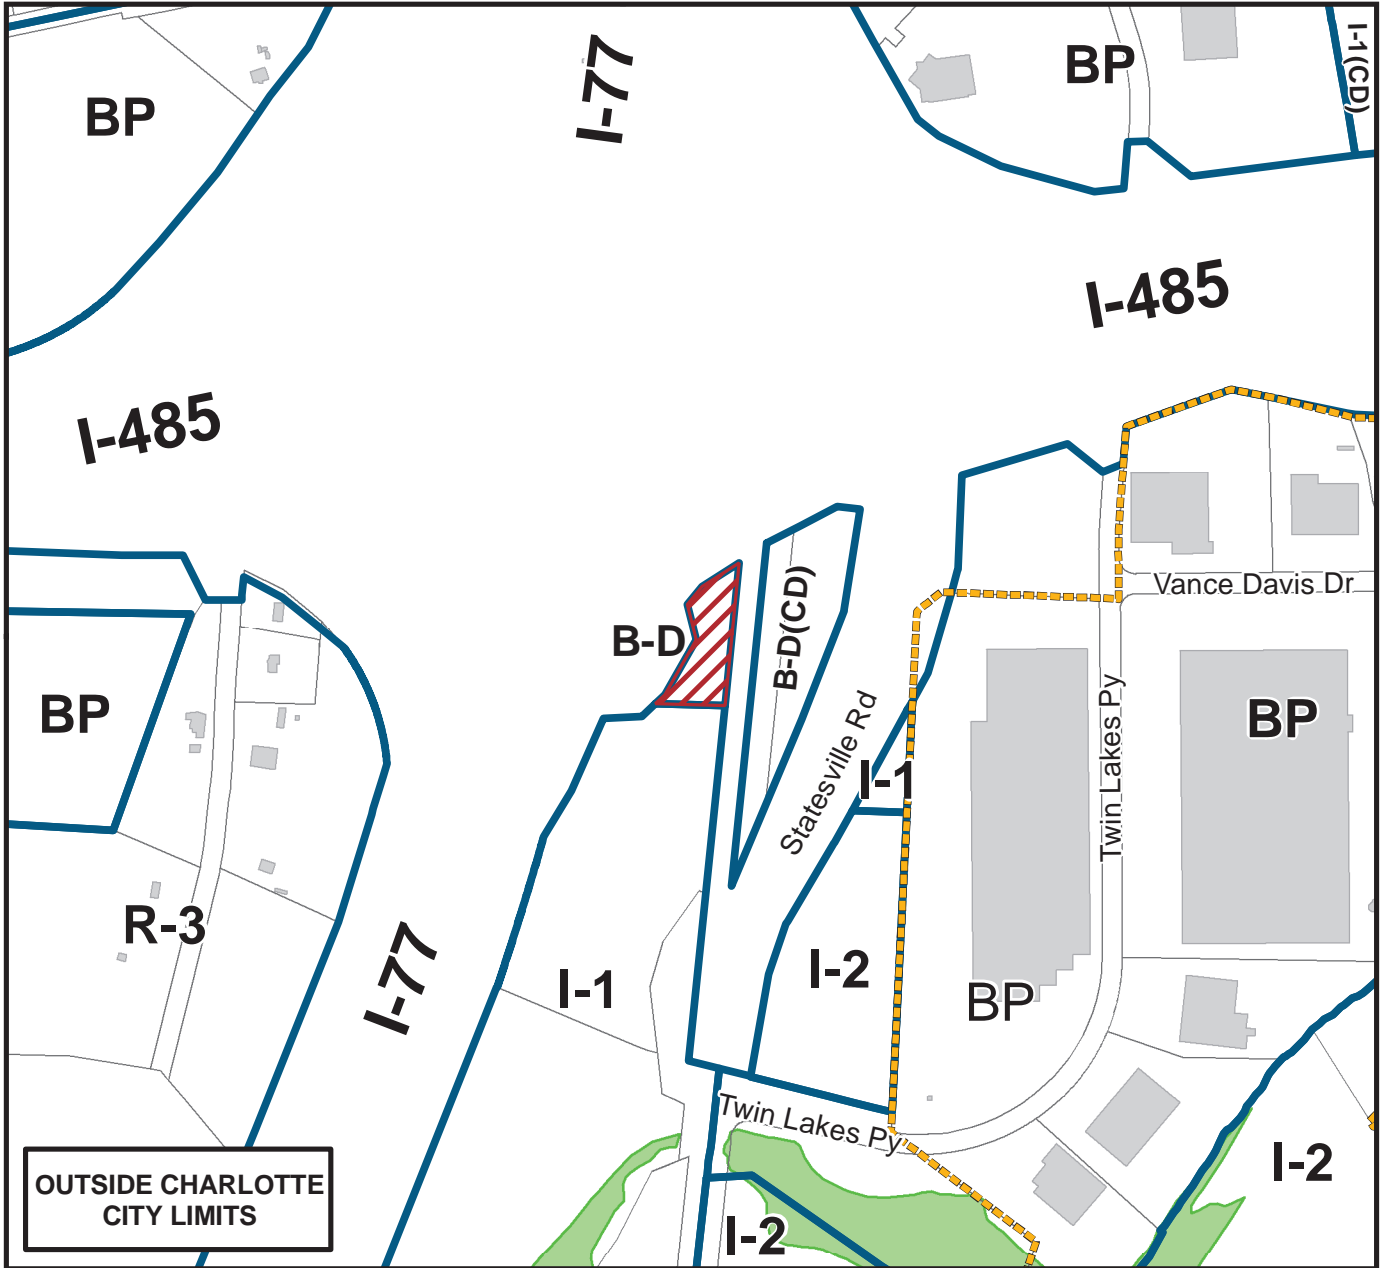 BP
I-77
BP
I-1(CD)
I-485
I-485
B-D
B-D(CD)
Vance Davis Dr
BP
Statesville Rd
I-1
Twin Lakes Py
BP
R-3
I-77
I-1
I-2
BP
Twin Lakes Py
I-2
I-2
OUTSIDE CHARLOTTE
CITY LIMITS